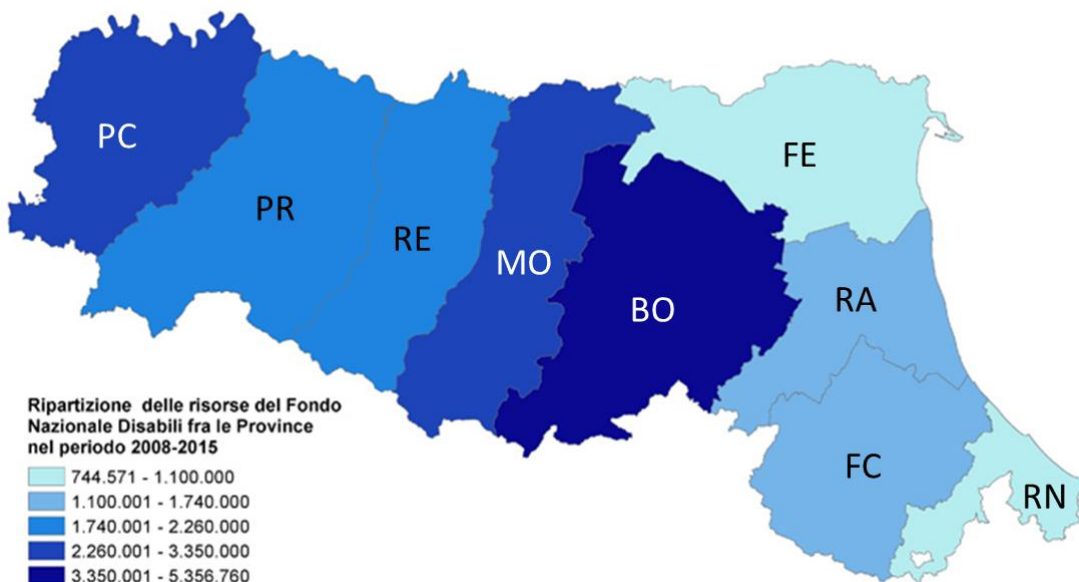 PC
PR
RE
MO
BO
FE
RA
FC
RN
Ripartizione delle risorse del Fondo
Nazionale Disabili fra le Province
nel periodo 2008-2015
744.571 - 1.100.000
1.100.001 - 1.740.000
1.740.001 - 2.260.000
2.260.001 - 3.350.000
3.350.001 - 5.356.760